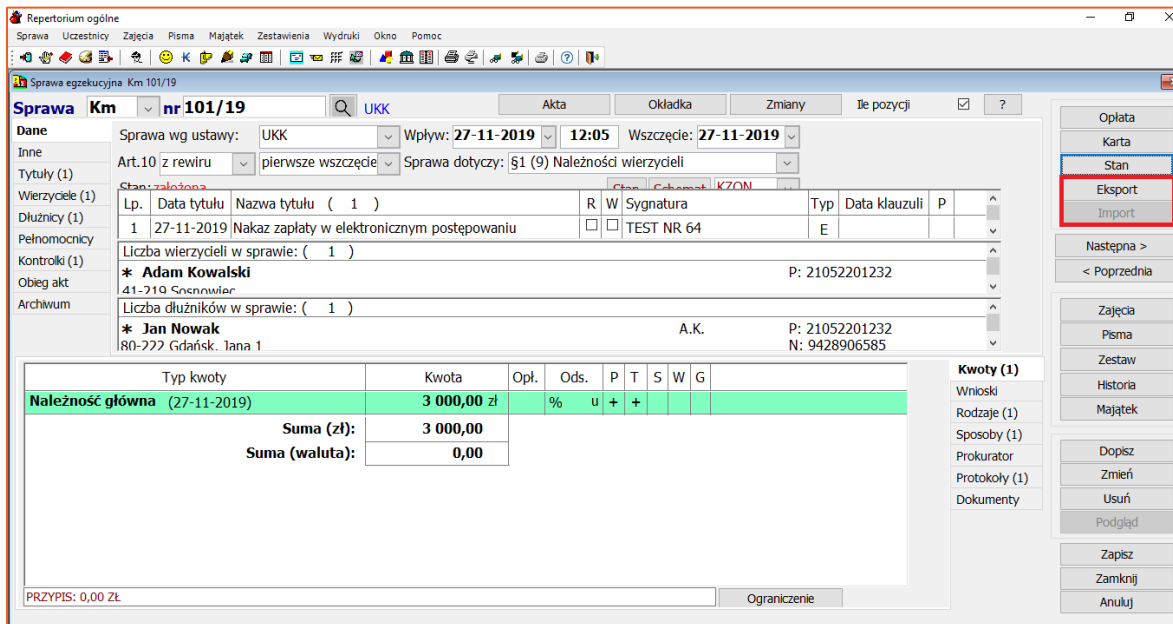 Repertorium ogólne
Sprawa Uczestnicy Zajęcia Pisma Majątek Zestawienia Wydruki Okno Pomoc
Sprawa egzekucyjna Km 101/19
Sprawa Km nr 101/19 UKK Akta Okładka Zmiany Ile pozycji ?
Dane
Inne
Tytuły (1)
Wierzyciele (1)
Dłużnicy (1)
Pełnomocnicy
Kontrolki (1)
Obieg akt
Archiwum
Sprawa wg ustawy: UKK Wpływ: 27-11-2019 12:05 Wszczęcie: 27-11-2019
Art.10 z rewiru pierwsze wszczęcie Sprawa dotyczy: §1 (9) Należności wierzycieli
Stan: założona Stan Schemat KZON
Lp. Data tytułu Nazwa tytułu ( 1 ) R W Sygnatura Typ Data klauzuli P
1 27-11-2019 Nakaz zapłaty w elektronicznym postępowaniu TEST NR 64 E
Liczba wierzycieli w sprawie: ( 1 )
* Adam Kowalski P: 21052201232
41-219 Sosnowiec
Liczba dłużników w sprawie: ( 1 )
* Jan Nowak A.K. P: 21052201232
80-222 Gdańsk, Jana 1 N: 9428906585
Typ kwoty Kwota Opł. Ods. P T S W G
Należność główna (27-11-2019) 3 000,00 zł % u + +
Suma (zł): 3 000,00
Suma (waluta): 0,00
PRZYPIS: 0,00 ZŁ Ograniczenie
Kwoty (1)
Wnioski
Rodzaje (1)
Sposoby (1)
Prokurator
Protokoły (1)
Dokumenty
Opłata
Karta
Stan
Eksport
Import
Następna >
< Poprzednia
Zajęcia
Pisma
Zestaw
Historia
Majątek
Dopisz
Zmień
Usuń
Podgląd
Zapisz
Zamknij
Anuluj